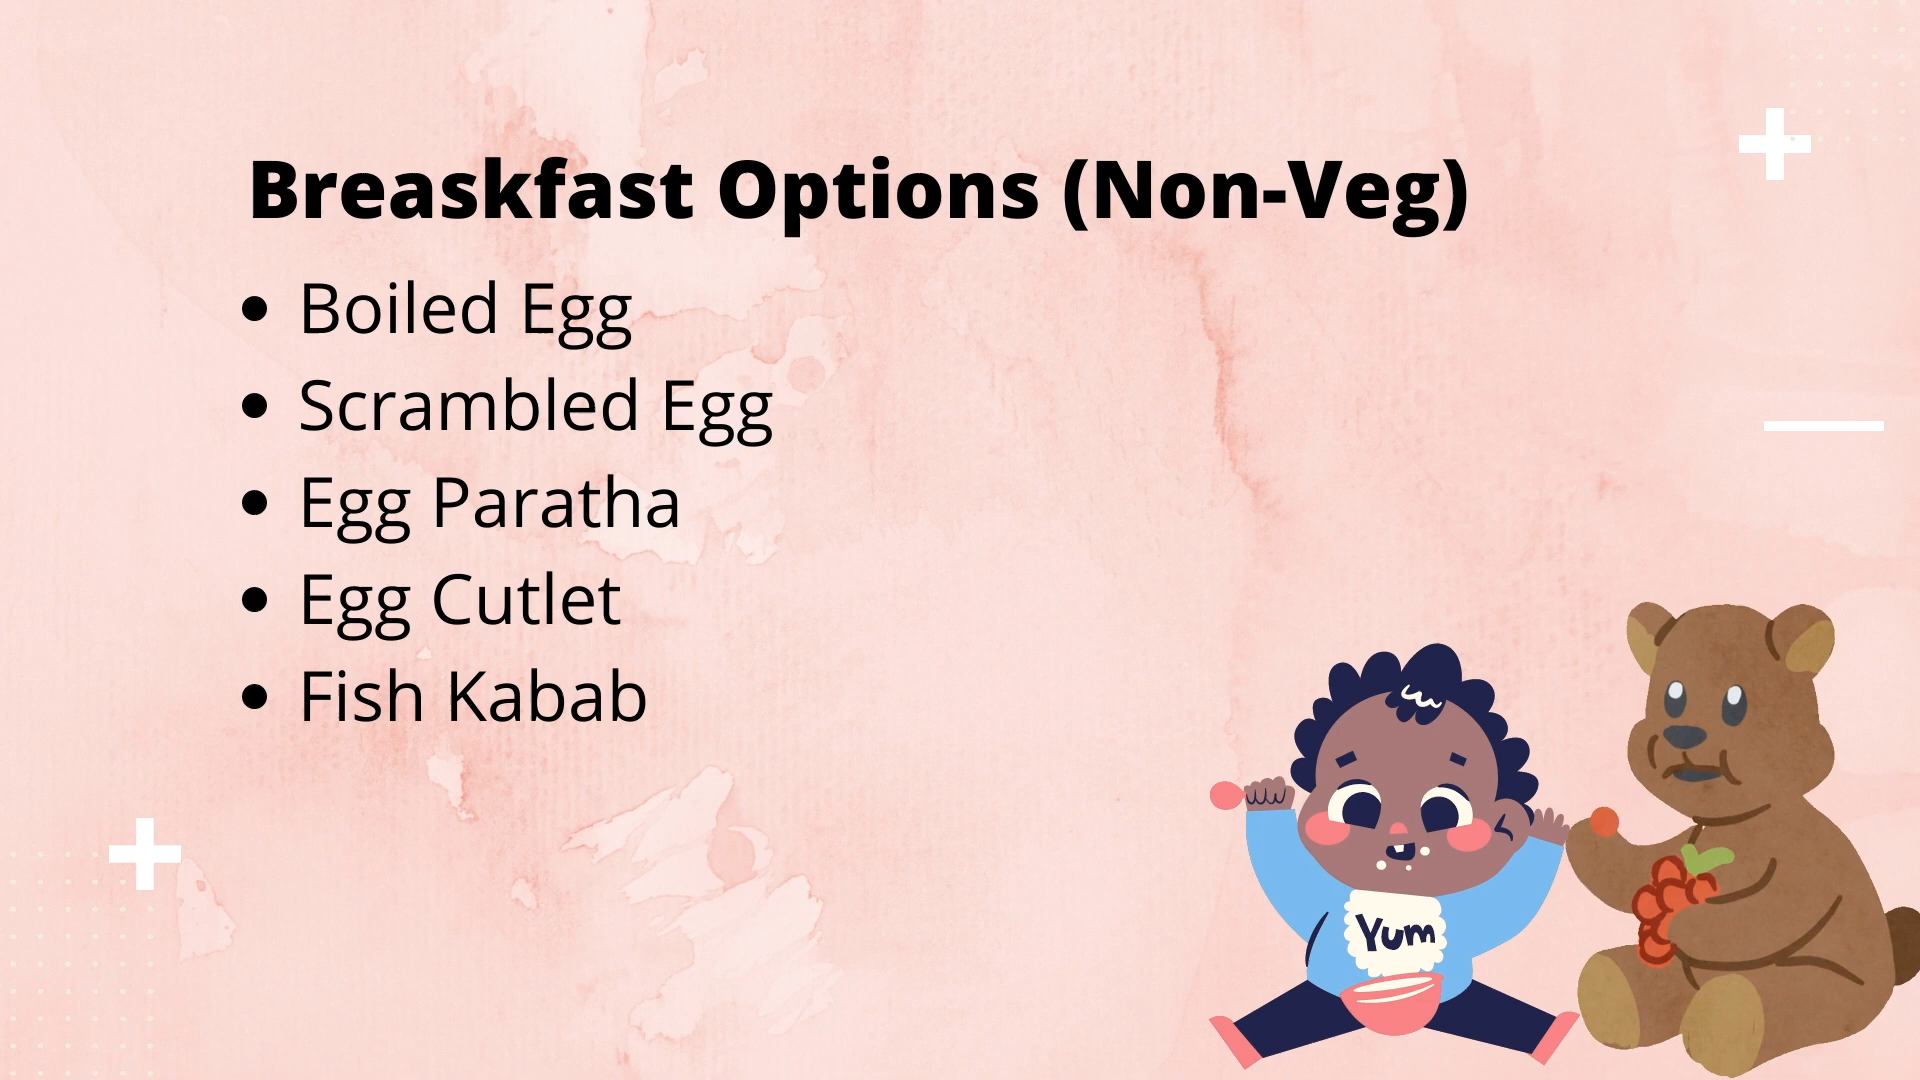 Breaskfast Options (Non-Veg)
• Boiled Egg
• Scrambled Egg
• Egg Paratha
• Egg Cutlet
• Fish Kabab
Yum